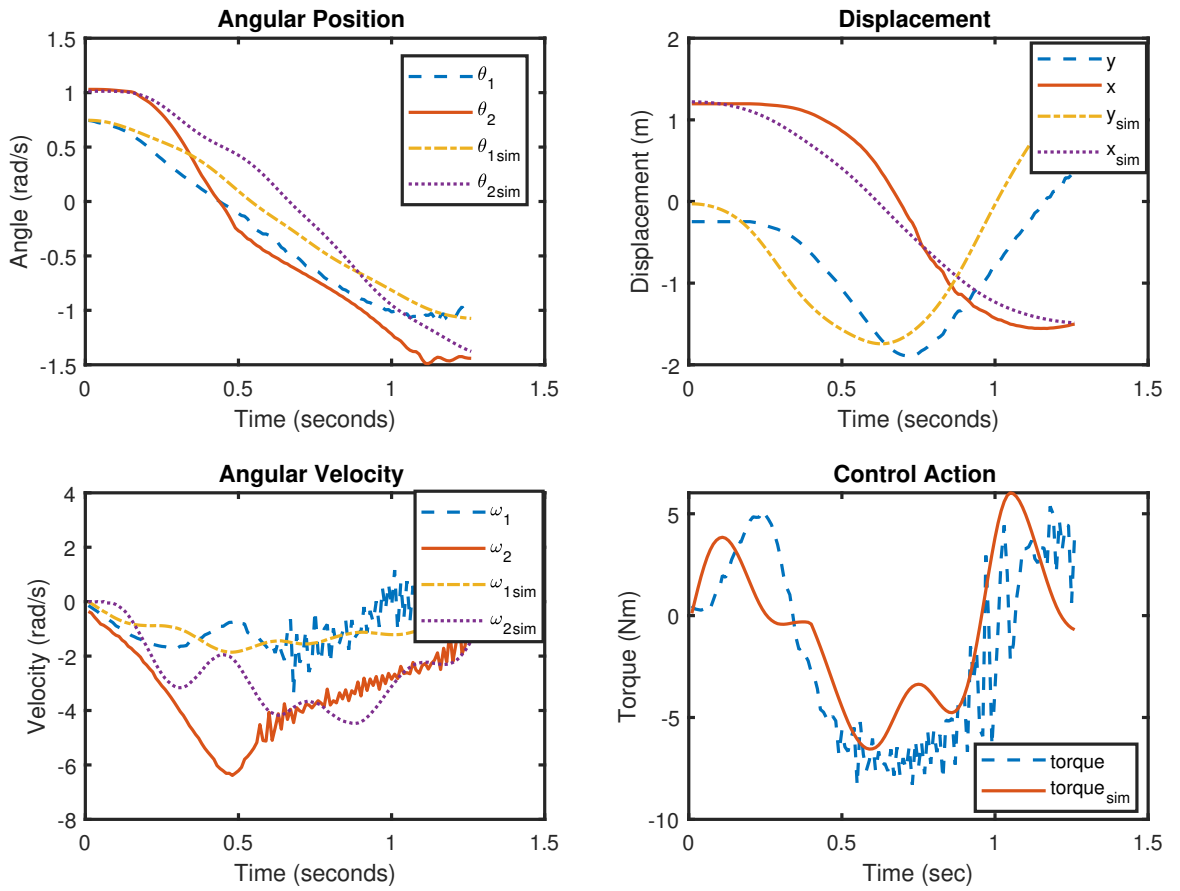 Angular Position
1.5
1
0.5
0
-0.5
-1
-1.5
Angle (rad/s)
0
0.5
1
1.5
Time (seconds)
θ1
θ2
θ1sim
θ2sim
Displacement
2
1
0
-1
-2
Displacement (m)
0
0.5
1
1.5
Time (seconds)
y
x
ysim
xsim
Angular Velocity
4
2
0
-2
-4
-6
-8
Velocity (rad/s)
0
0.5
1
1.5
Time (seconds)
ω1
ω2
ω1sim
ω2sim
Control Action
5
0
-5
-10
Torque (Nm)
0
0.5
1
1.5
Time (sec)
torque
torquesim